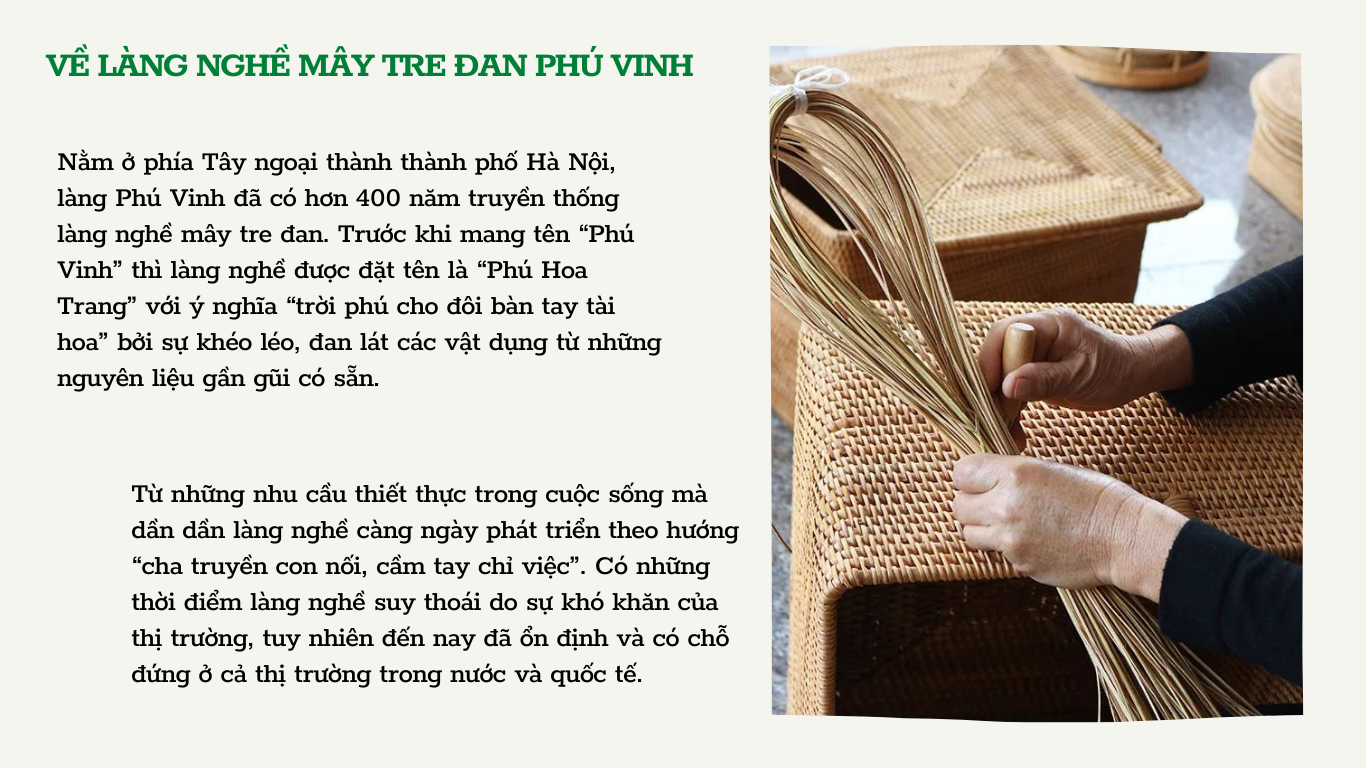 VỀ LÀNG NGHỀ MÂY TRE ĐAN PHÚ VINH
Nằm ở phía Tây ngoại thành thành phố Hà Nội,
làng Phú Vinh đã có hơn 400 năm truyền thống
làng nghề mây tre đan. Trước khi mang tên “Phú
Vinh” thì làng nghề được đặt tên là “Phú Hoa
Trang” với ý nghĩa “trời phú cho đôi bàn tay tài
hoa” bởi sự khéo léo, đan lát các vật dụng từ những
nguyên liệu gần gũi có sẵn.
Từ những nhu cầu thiết thực trong cuộc sống mà
dần dần làng nghề càng ngày phát triển theo hướng
“cha truyền con nối, cầm tay chỉ việc”. Có những
thời điểm làng nghề suy thoái do sự khó khăn của
thị trường, tuy nhiên đến nay đã ổn định và có chỗ
đứng ở cả thị trường trong nước và quốc tế.